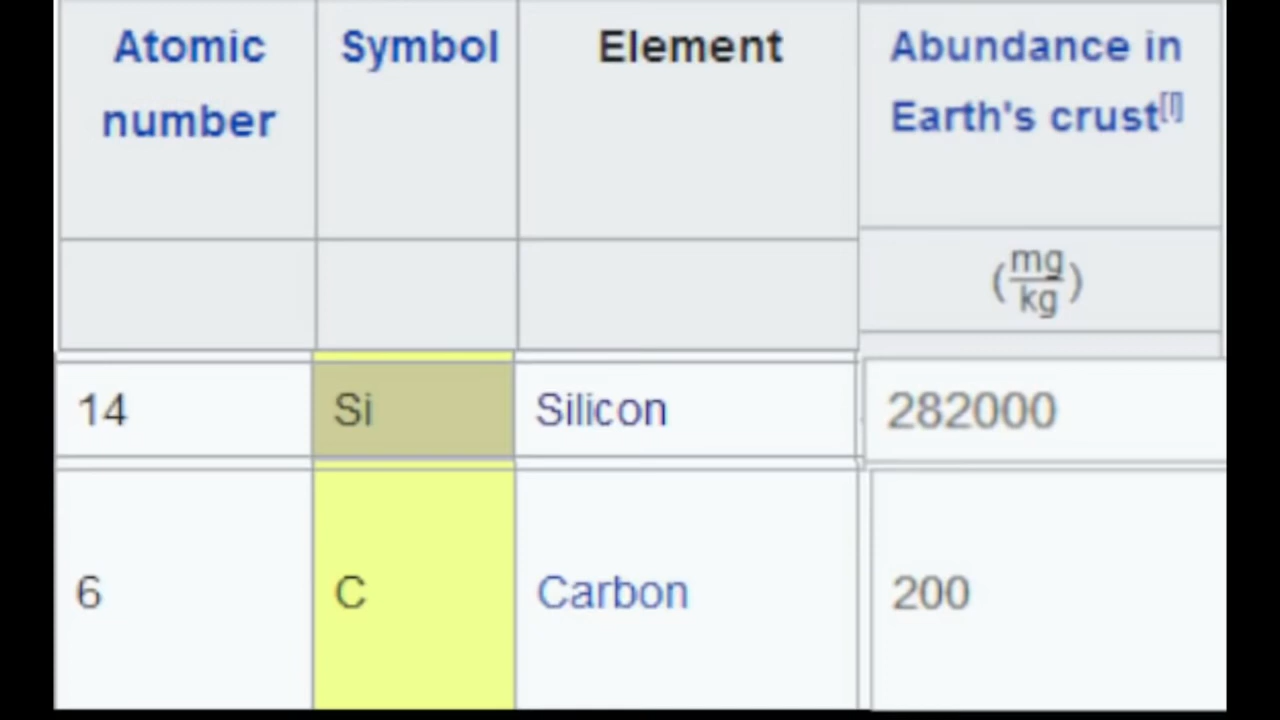 Atomic number
Symbol
Element
Abundance in Earth's crust[l]
(mg/kg)
14 Si Silicon 282000
6 C Carbon 200